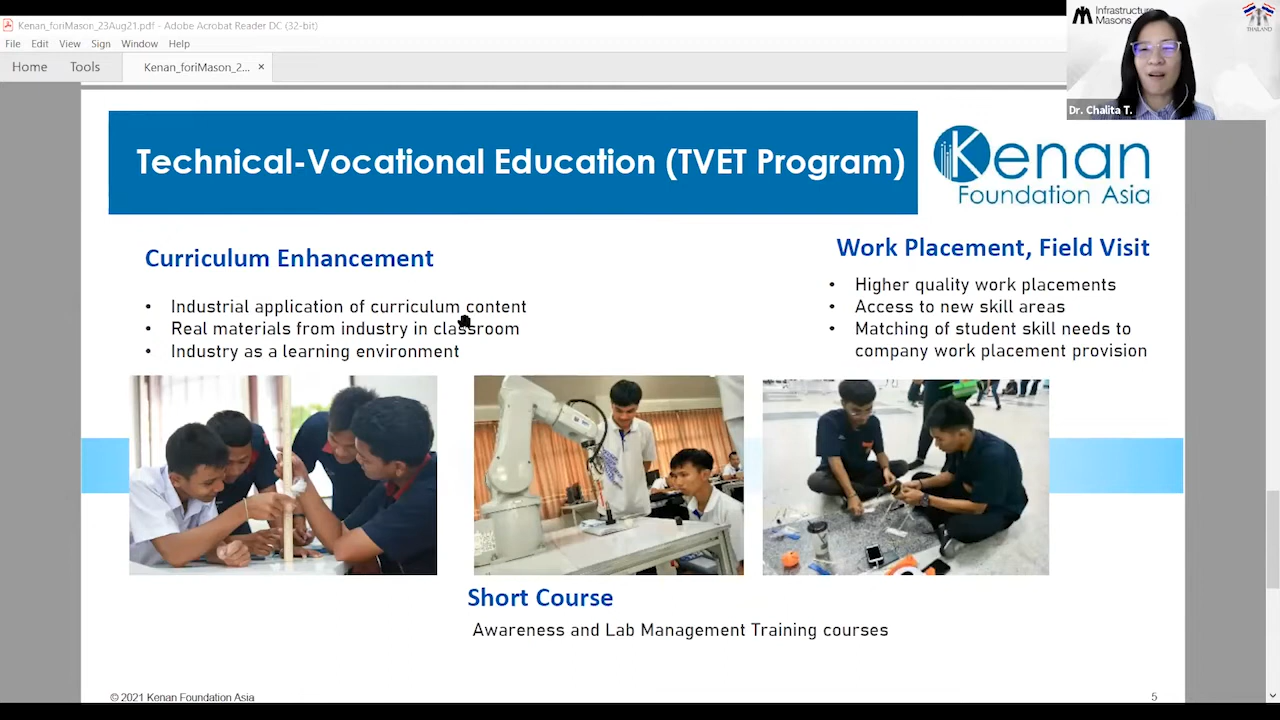 Kenan_foriMason_23Aug21.pdf - Adobe Acrobat Reader DC (32-bit)
File Edit View Sign Window Help
Home Tools Kenan_foriMason_2... ×
Infrastructure
Masons
THAILAND
Dr. Chalita T.
Technical-Vocational Education (TVET Program)
Kenan
Foundation Asia
Curriculum Enhancement
• Industrial application of curriculum content
• Real materials from industry in classroom
• Industry as a learning environment
Work Placement, Field Visit
• Higher quality work placements
• Access to new skill areas
• Matching of student skill needs to
company work placement provision
Short Course
Awareness and Lab Management Training courses
© 2021 Kenan Foundation Asia
5